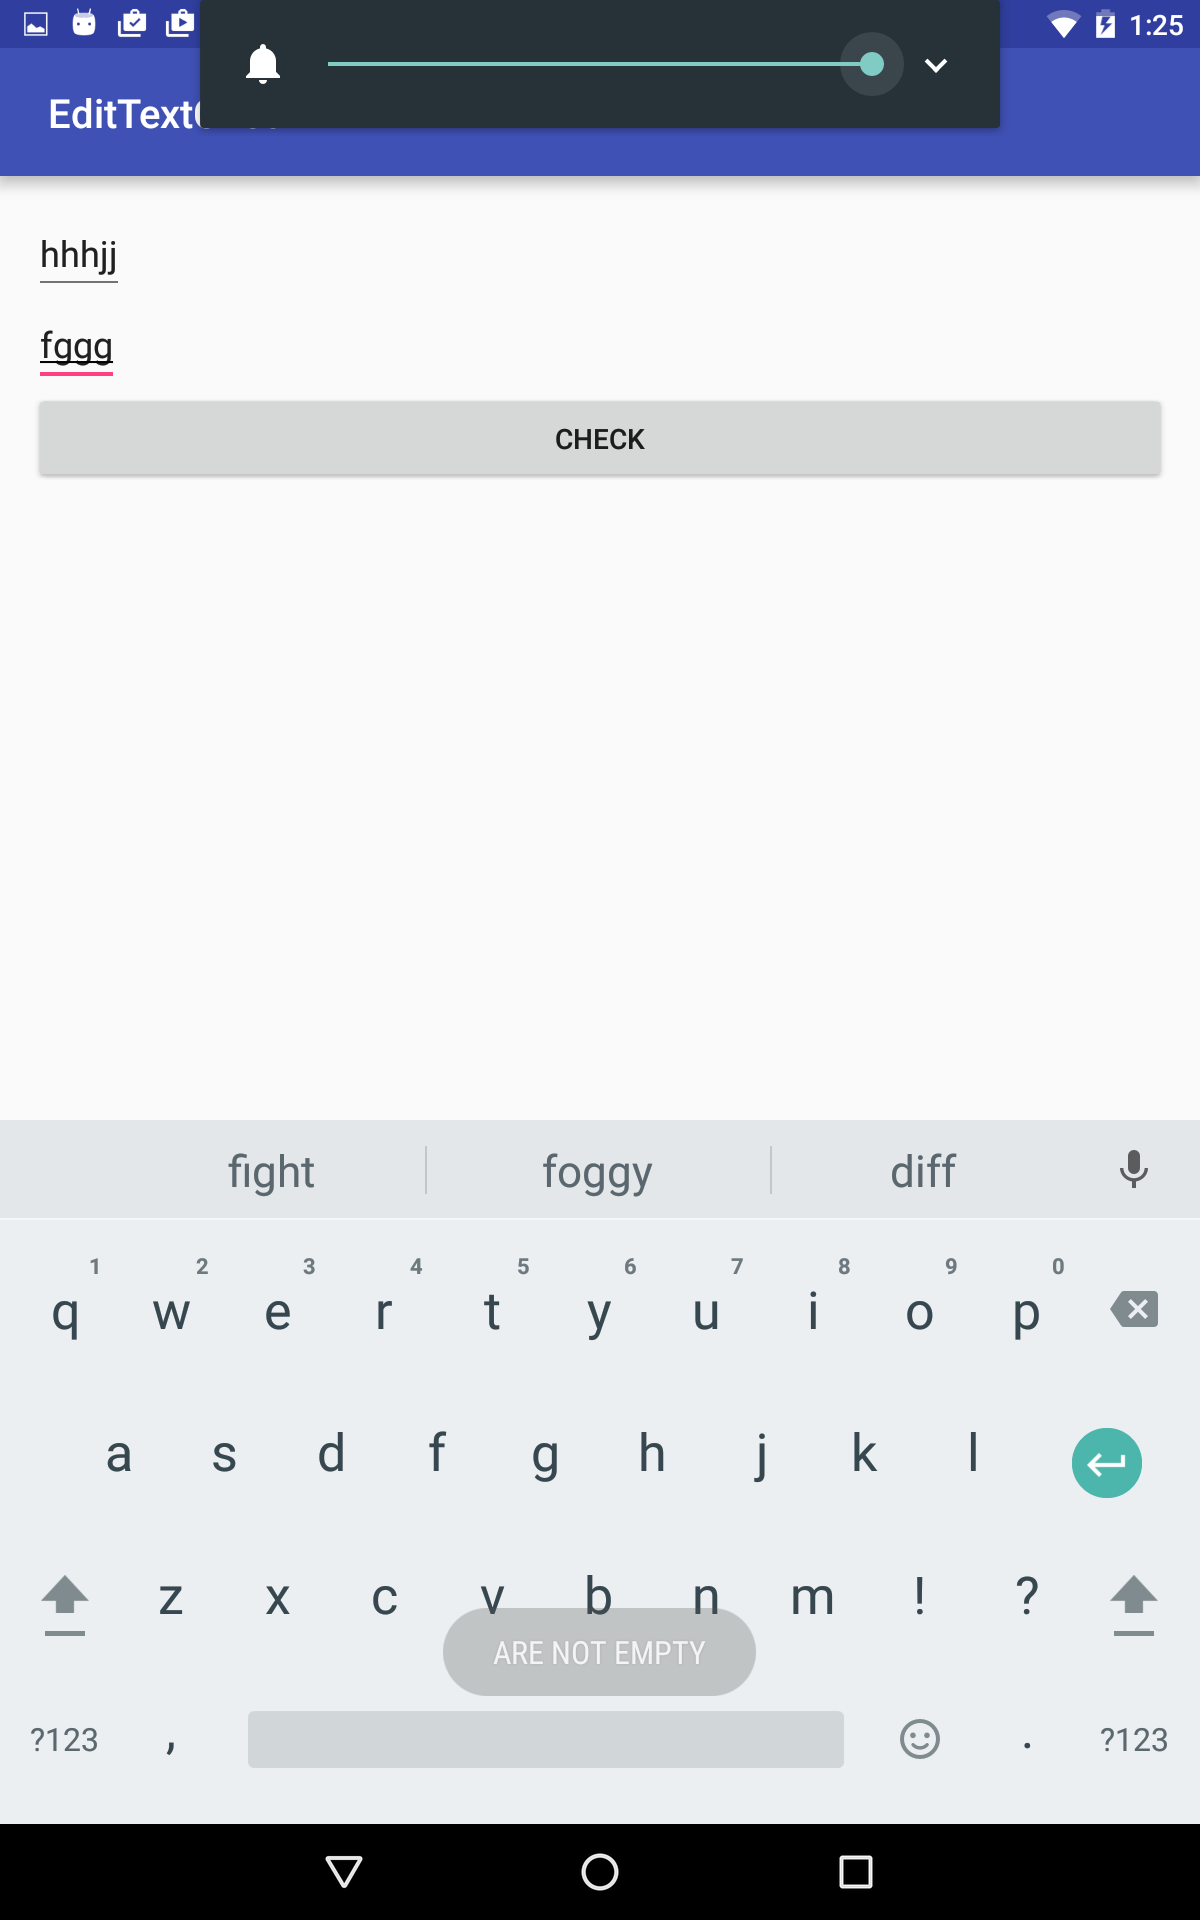 1:25
EditText
hhhjj
fggg
CHECK
fight foggy diff
1 2 3 4 5 6 7 8 9 0
q w e r t y u i o p
a s d f g h j k l
z x c v b n m ! ?
ARE NOT EMPTY
?123 , . ?123